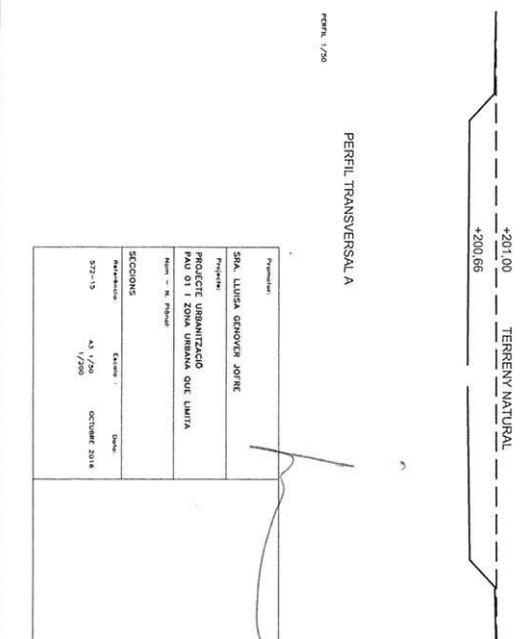 +201,00 TERRENY NATURAL
+200,66
PERFIL TRANSVERSAL A
PERFIL 1/50
Promotor:
SRA. LLUISA GENOVER JOFRE
Projecte:
PROJECTE URBANITZACIÓ
PAU 01 I ZONA URBANA QUE LIMITA
Nom - N. Plànol:
SECCIONS
Referència: Escala : Data:
572-15 A3 1/50 OCTUBRE 2016
1/200